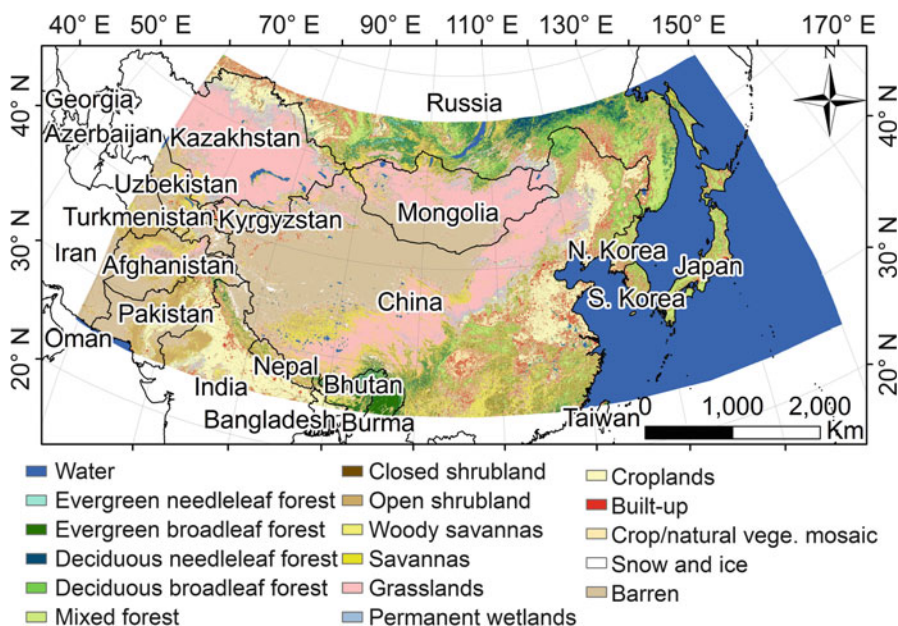 40° E 60° E 70° E 80° E 90° E 100° E 110° E 120° E 130° E 150° E 170° E
N
Russia
Georgia
40° N
40° N
Azerbaijan
Kazakhstan
Uzbekistan
Mongolia
Turkmenistan
Kyrgyzstan
30° N
30° N
Iran
N. Korea
Afghanistan
Japan
China
S. Korea
Pakistan
Oman
20° N
20° N
Nepal
India
Bhutan
Bangladesh
Burma
Taiwan
0 1,000 2,000
Km
Water
Evergreen needleleaf forest
Evergreen broadleaf forest
Deciduous needleleaf forest
Deciduous broadleaf forest
Mixed forest
Closed shrubland
Open shrubland
Woody savannas
Savannas
Grasslands
Permanent wetlands
Croplands
Built-up
Crop/natural vege. mosaic
Snow and ice
Barren